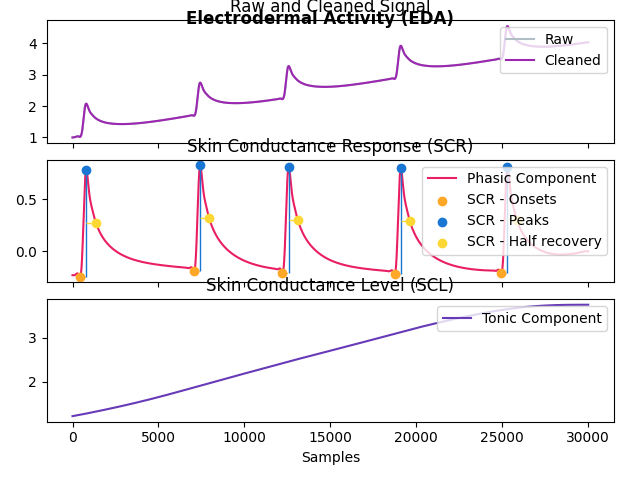 Raw and Cleaned Signal
Electrodermal Activity (EDA)
4
3
2
1
Raw
Cleaned
Skin Conductance Response (SCR)
0.5
0.0
Phasic Component
SCR - Onsets
SCR - Peaks
SCR - Half recovery
Skin Conductance Level (SCL)
3
2
Tonic Component
0
5000
10000
15000
20000
25000
30000
Samples